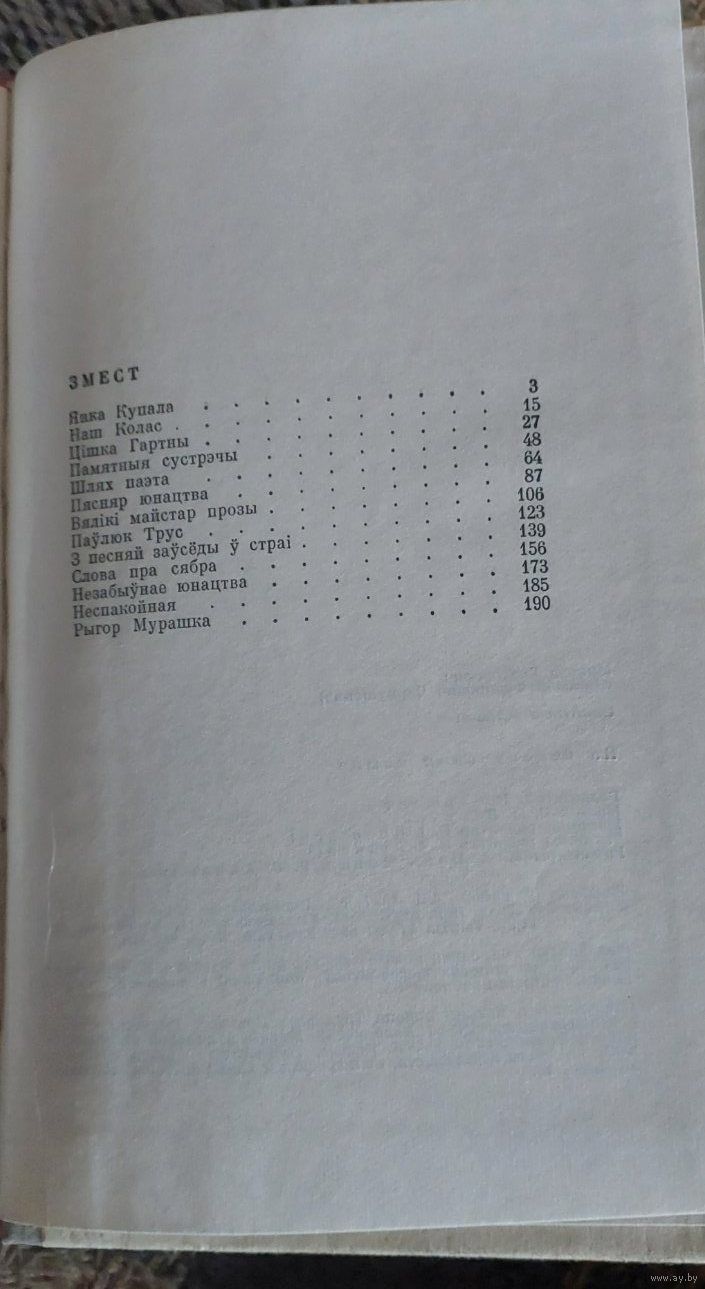 ЗМЕСТ
Янка Купала . . . . . . . . . . 3
Наш Колас . . . . . . . . . . . 15
Цішка Гартны . . . . . . . . . . 27
Памятныя сустрэчы . . . . . . . . 48
Шлях паэта . . . . . . . . . . 64
Пясняр юнацтва . . . . . . . . . 87
Вялікі майстар прозы . . . . . . . . 106
Паўлюк Трус . . . . . . . . . . 123
З песняй заўсёды ў страі . . . . . . . 139
Слова пра сябра . . . . . . . . . 156
Незабыўнае юнацтва . . . . . . . . 173
Неспакойная . . . . . . . . . . 185
Рыгор Мурашка . . . . . . . . . 190
www.ay.by